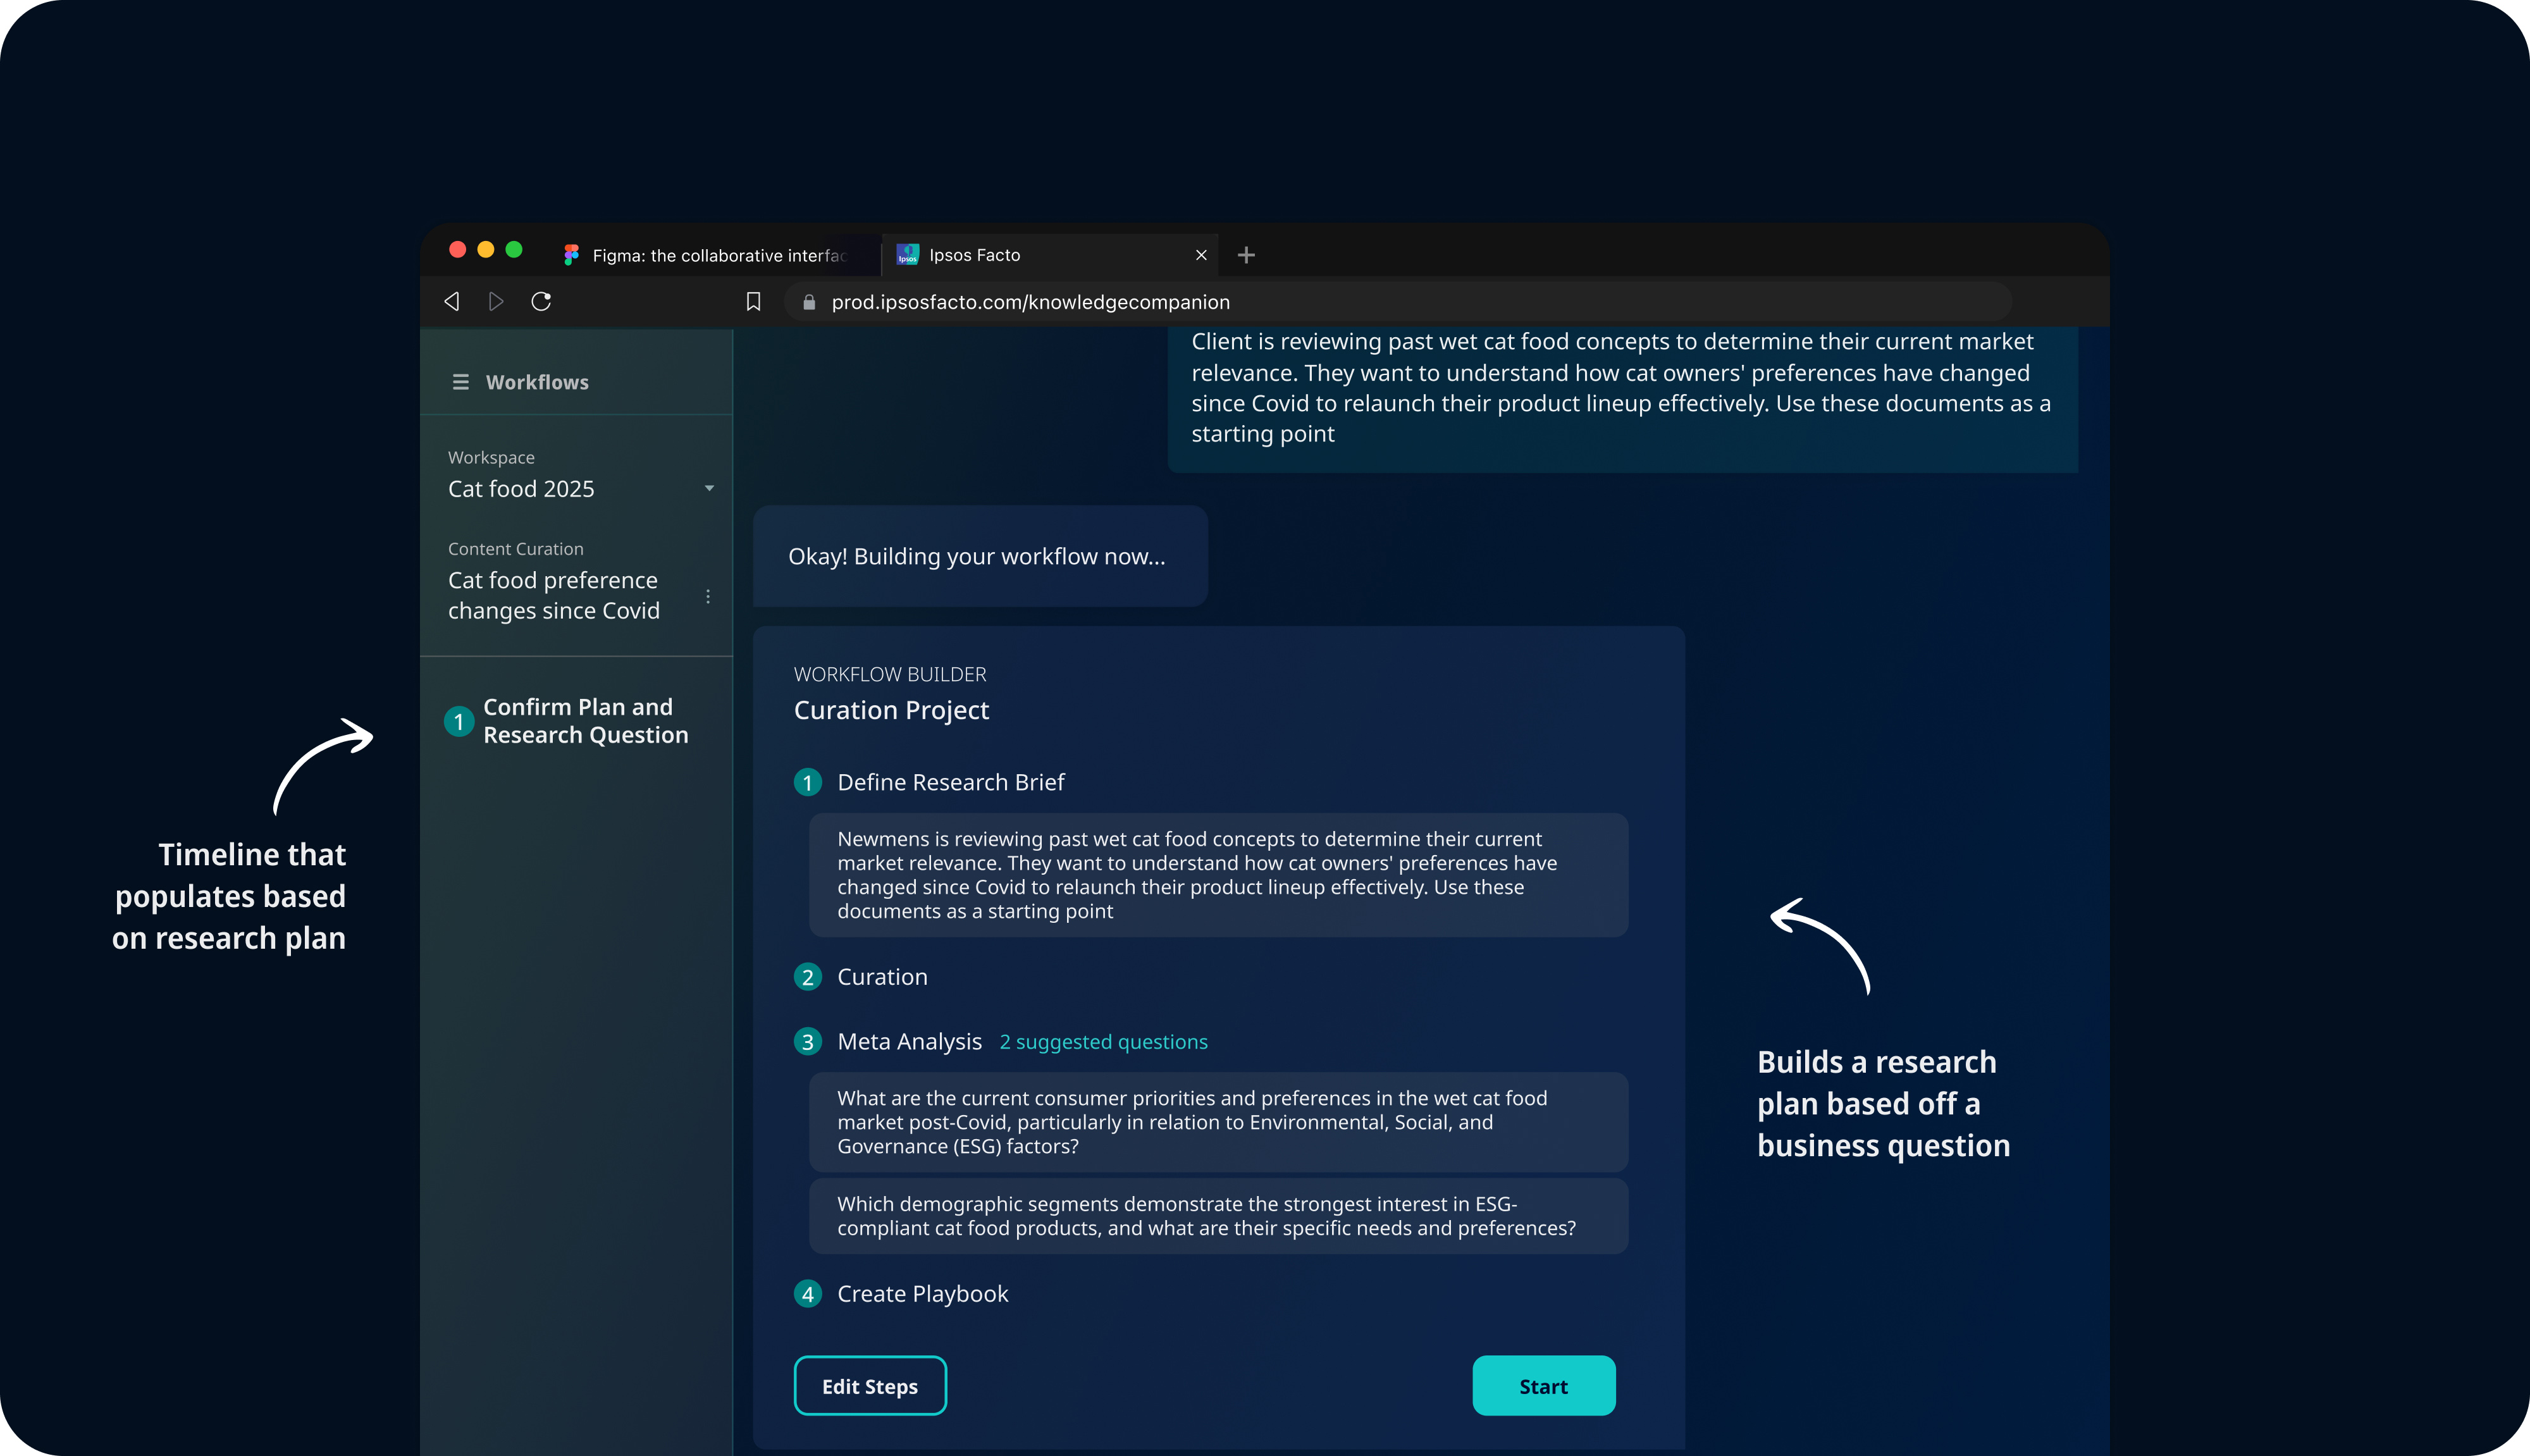 Figma: the collaborative interfac
Ipsos
Ipsos Facto
prod.ipsosfacto.com/knowledgecompanion
Workflows
Workspace
Cat food 2025
Content Curation
Cat food preference
changes since Covid
1 Confirm Plan and
Research Question
Timeline that
populates based
on research plan
Client is reviewing past wet cat food concepts to determine their current market
relevance. They want to understand how cat owners' preferences have changed
since Covid to relaunch their product lineup effectively. Use these documents as a
starting point
Okay! Building your workflow now...
WORKFLOW BUILDER
Curation Project
1 Define Research Brief
Newmens is reviewing past wet cat food concepts to determine their current
market relevance. They want to understand how cat owners' preferences have
changed since Covid to relaunch their product lineup effectively. Use these
documents as a starting point
2 Curation
3 Meta Analysis 2 suggested questions
What are the current consumer priorities and preferences in the wet cat food
market post-Covid, particularly in relation to Environmental, Social, and
Governance (ESG) factors?
Which demographic segments demonstrate the strongest interest in ESG-
compliant cat food products, and what are their specific needs and preferences?
4 Create Playbook
Edit Steps
Start
Builds a research
plan based off a
business question